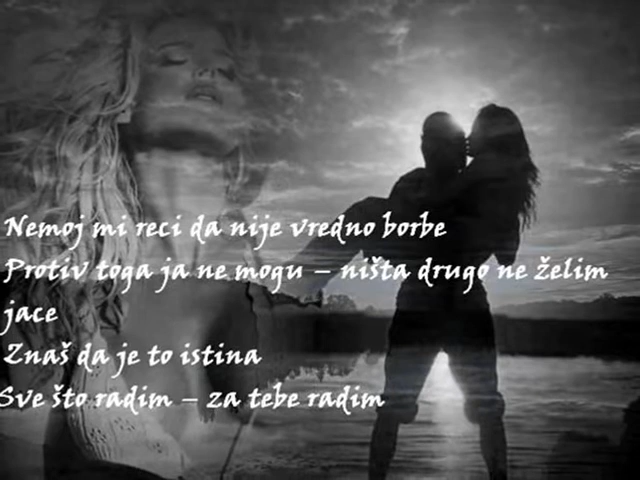 Nemoj mi reci da nije vredno borbe
Protiv toga ja ne mogu – ništa drugo ne želim
jace
Znaš da je to istina
Sve što radim – za tebe radim